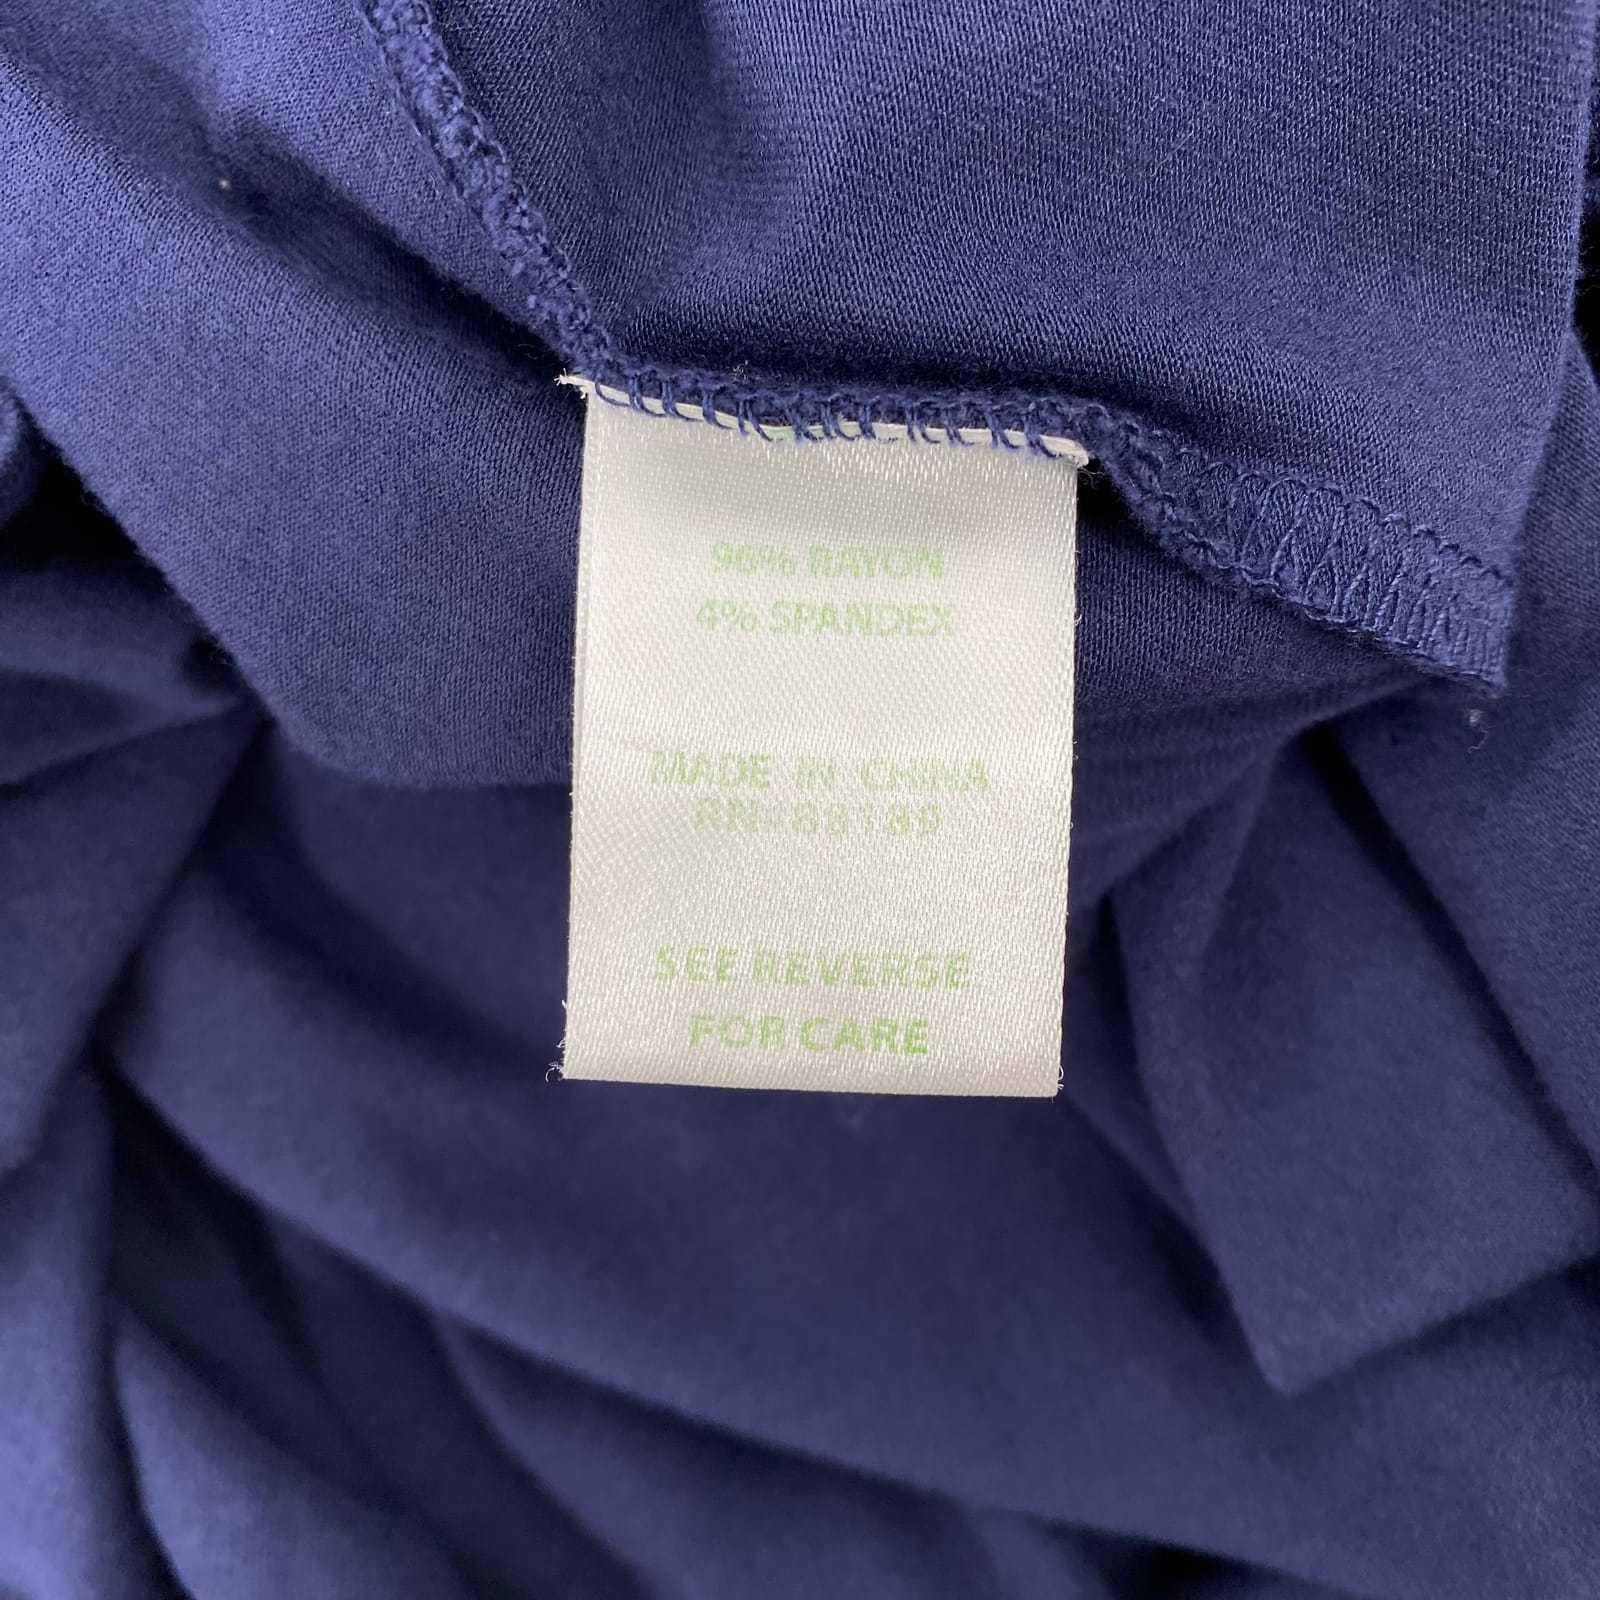 96% RAYON
4% SPANDEX
MADE IN CHINA
RN-88189
SEE REVERSE
FOR CARE